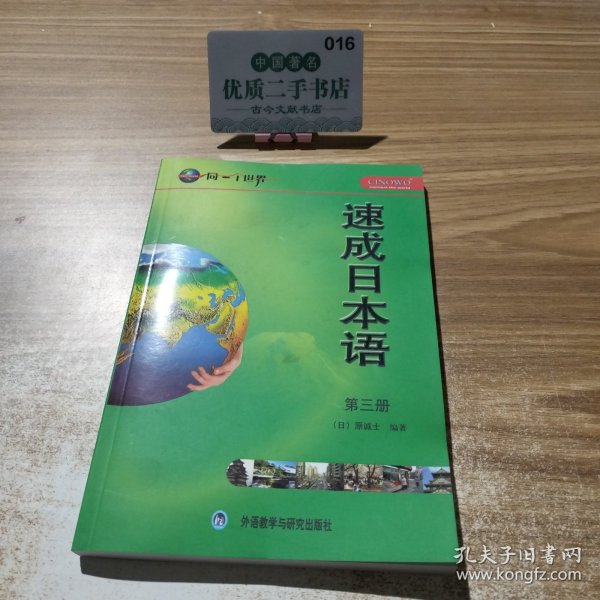 016
中国著名
优质二手书店
古今文献书店
同一个世界
CINOWO
速成日本语
第三册
(日) 原诚士 编著
外语教学与研究出版社
孔夫子旧书网
www.kongfz.com